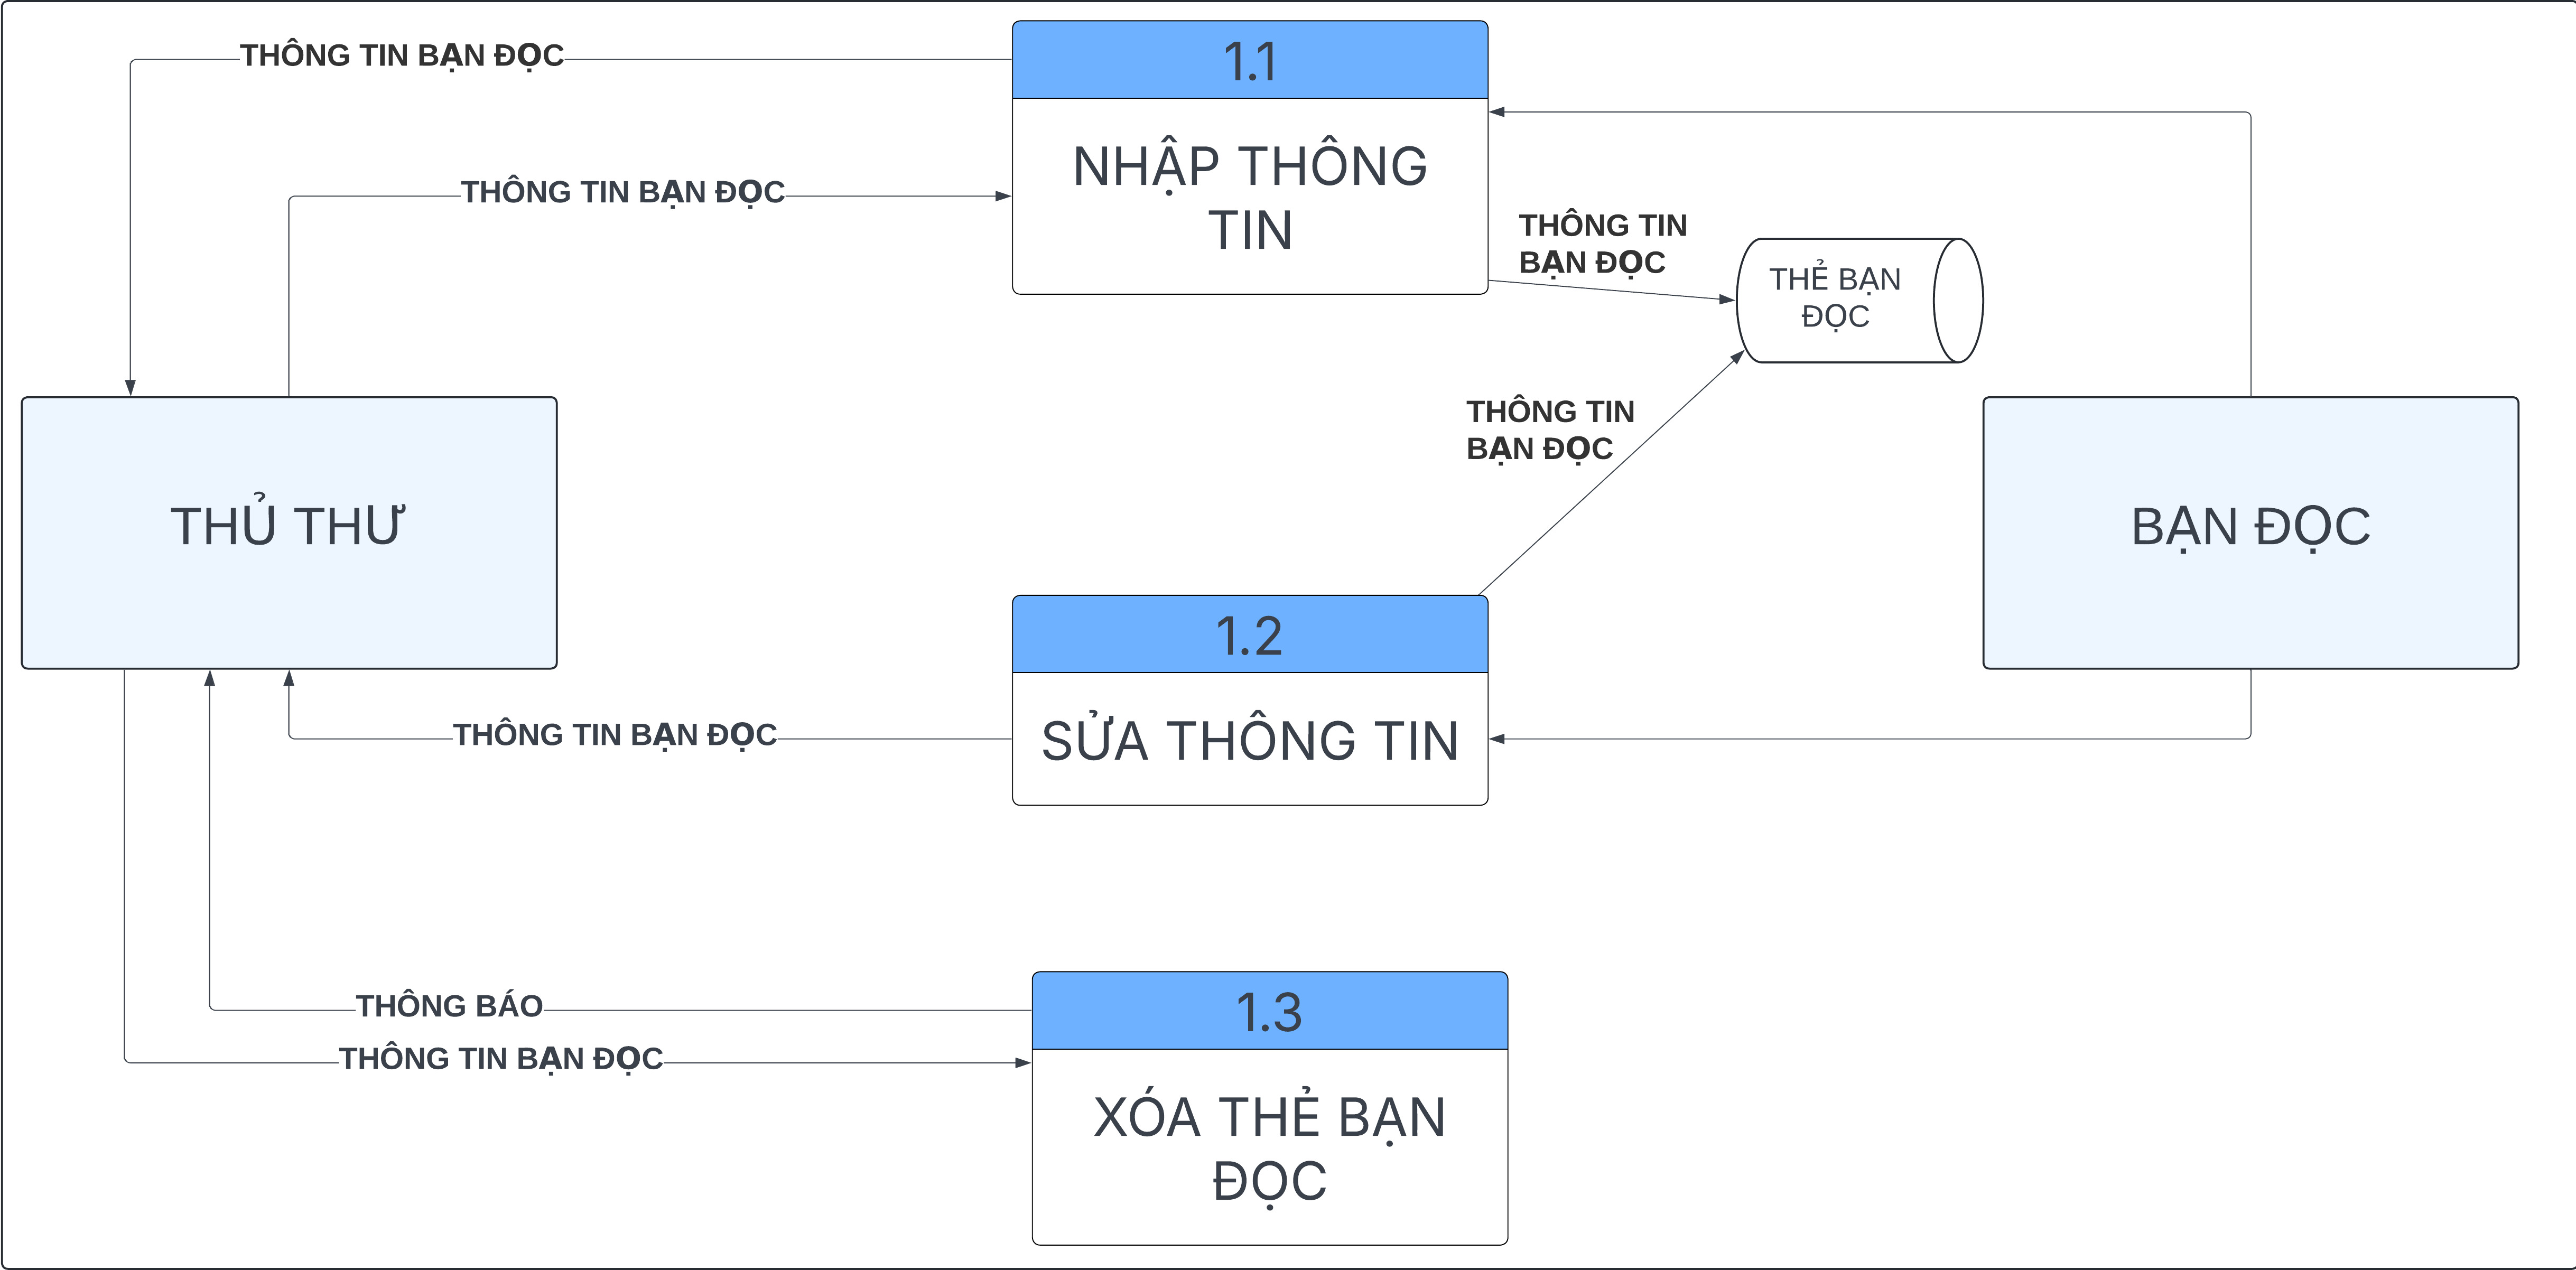 THÔNG TIN BẠN ĐỌC
1.1
NHẬP THÔNG
TIN
THÔNG TIN BẠN ĐỌC
THÔNG TIN
BẠN ĐỌC
THẺ BẠN
ĐỌC
THÔNG TIN
BẠN ĐỌC
THỦ THƯ
BẠN ĐỌC
1.2
SỬA THÔNG TIN
THÔNG TIN BẠN ĐỌC
THÔNG BÁO
1.3
THÔNG TIN BẠN ĐỌC
XÓA THẺ BẠN
ĐỌC